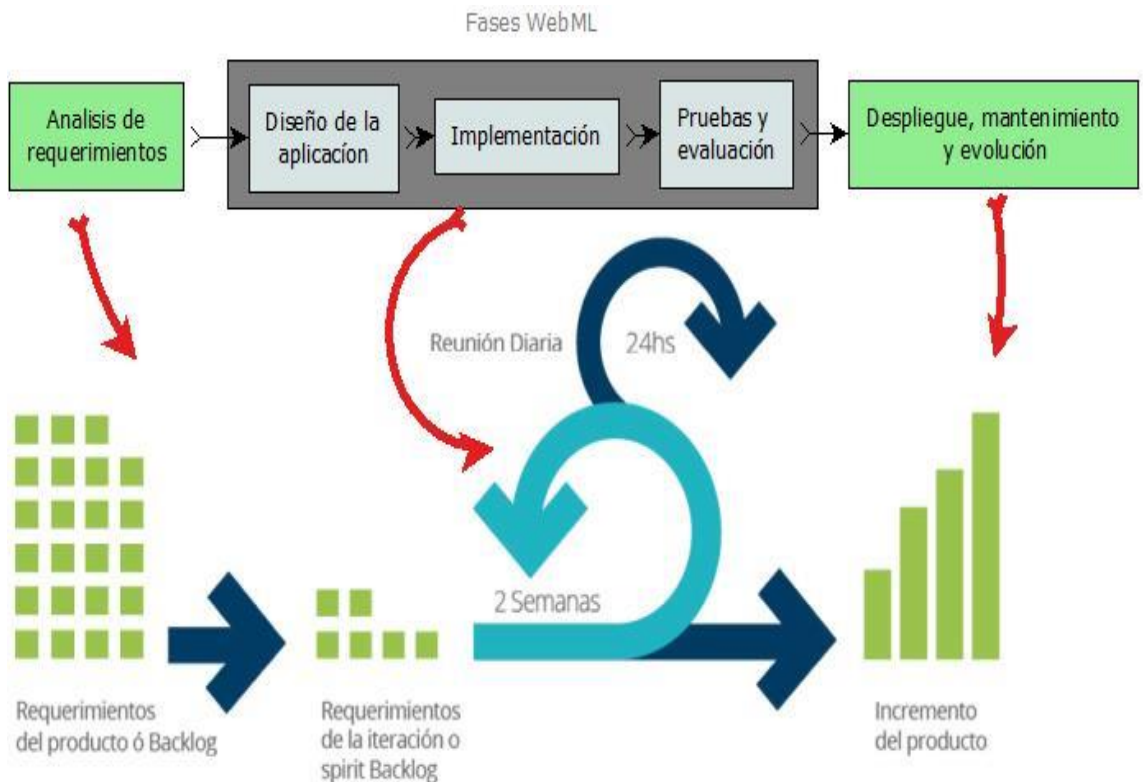 Fases WebML
Analisis de
requerimientos
Diseño de la
aplicacíon
Implementación
Pruebas y
evaluación
Despliegue, mantenimiento
y evolución
Reunión Diaria
24hs
2 Semanas
Requerimientos
del producto ó Backlog
Requerimientos
de la iteración o
spirit Backlog
Incremento
del producto